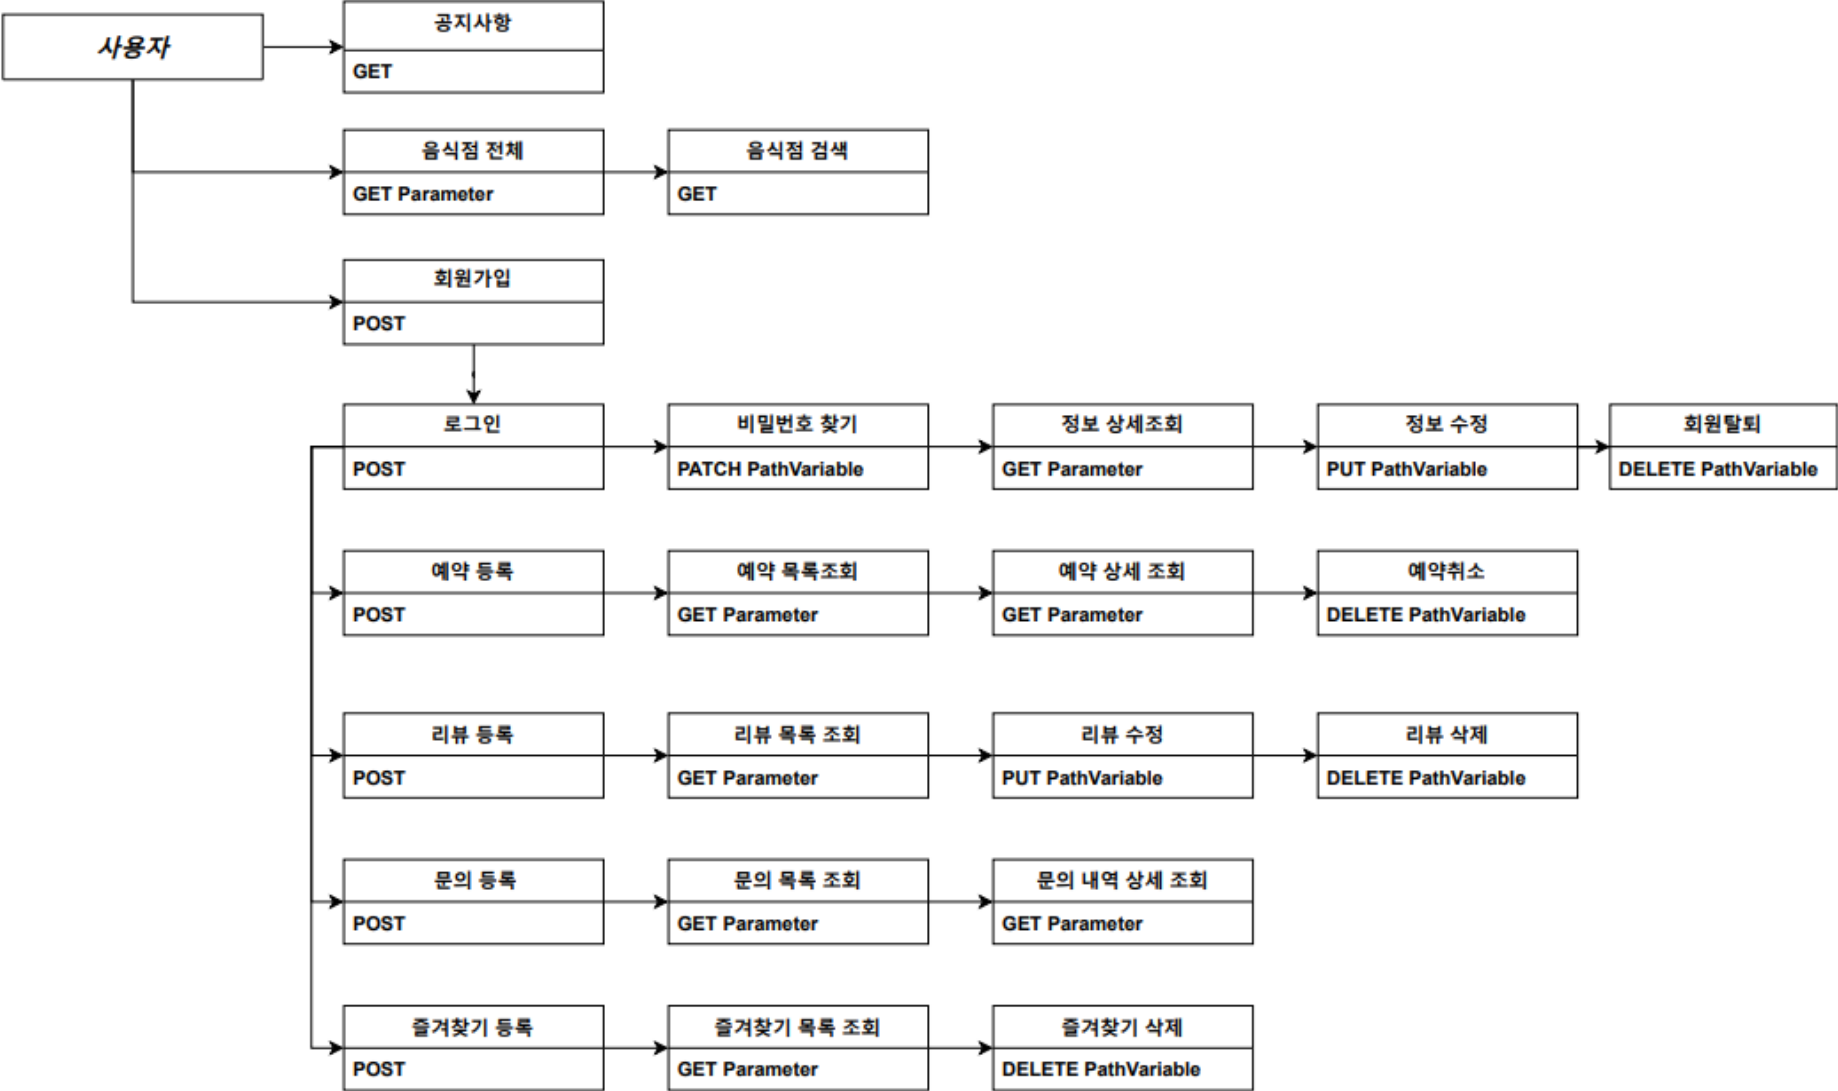 사용자
공지사항
GET
음식점 전체
GET Parameter
음식점 검색
GET
회원가입
POST
로그인
POST
비밀번호 찾기
PATCH PathVariable
정보 상세조회
GET Parameter
정보 수정
PUT PathVariable
회원탈퇴
DELETE PathVariable
예약 등록
POST
예약 목록조회
GET Parameter
예약 상세 조회
GET Parameter
예약취소
DELETE PathVariable
리뷰 등록
POST
리뷰 목록 조회
GET Parameter
리뷰 수정
PUT PathVariable
리뷰 삭제
DELETE PathVariable
문의 등록
POST
문의 목록 조회
GET Parameter
문의 내역 상세 조회
GET Parameter
즐겨찾기 등록
POST
즐겨찾기 목록 조회
GET Parameter
즐겨찾기 삭제
DELETE PathVariable